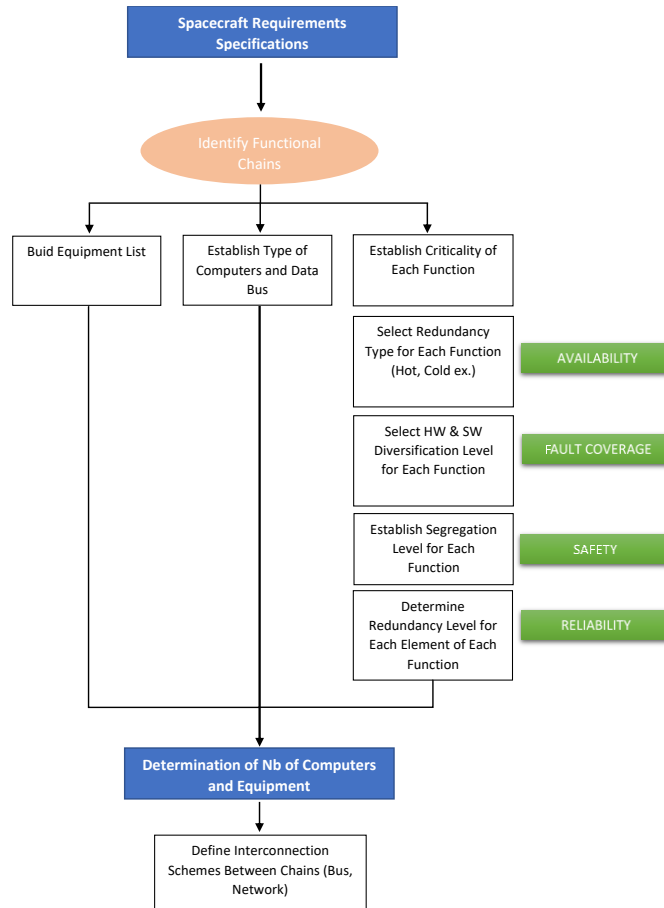 Spacecraft Requirements
Specifications
Identify Functional
Chains
Buid Equipment List
Establish Type of
Computers and Data
Bus
Establish Criticality of
Each Function
Select Redundancy
Type for Each Function
(Hot, Cold ex.)
AVAILABILITY
Select HW & SW
Diversification Level
for Each Function
FAULT COVERAGE
Establish Segregation
Level for Each
Function
SAFETY
Determine
Redundancy Level for
Each Element of Each
Function
RELIABILITY
Determination of Nb of Computers
and Equipment
Define Interconnection
Schemes Between Chains (Bus,
Network)